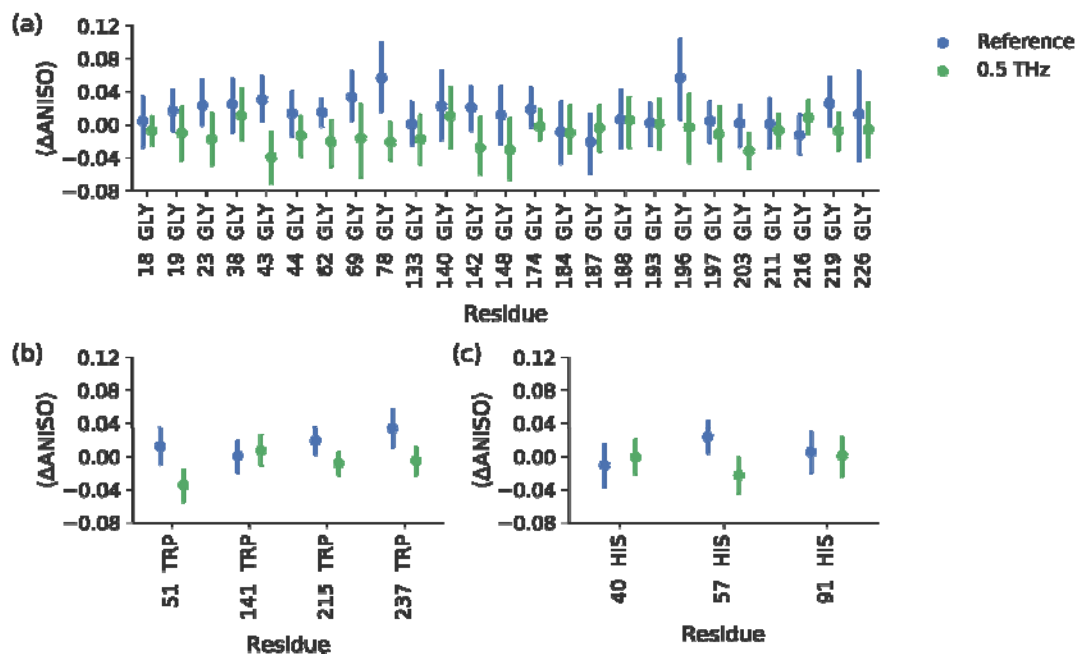 (a)
0.12
0.08
0.04
0.00
−0.04
−0.08
⟨ΔANISO⟩
18 GLY
19 GLY
23 GLY
38 GLY
43 GLY
44 GLY
62 GLY
69 GLY
78 GLY
133 GLY
140 GLY
142 GLY
148 GLY
174 GLY
184 GLY
187 GLY
188 GLY
193 GLY
196 GLY
197 GLY
203 GLY
211 GLY
216 GLY
219 GLY
226 GLY
Residue
Reference
0.5 THz
(b)
0.12
0.08
0.04
0.00
−0.04
−0.08
⟨ΔANISO⟩
51 TRP
141 TRP
215 TRP
237 TRP
Residue
(c)
0.12
0.08
0.04
0.00
−0.04
−0.08
⟨ΔANISO⟩
40 HIS
57 HIS
91 HIS
Residue